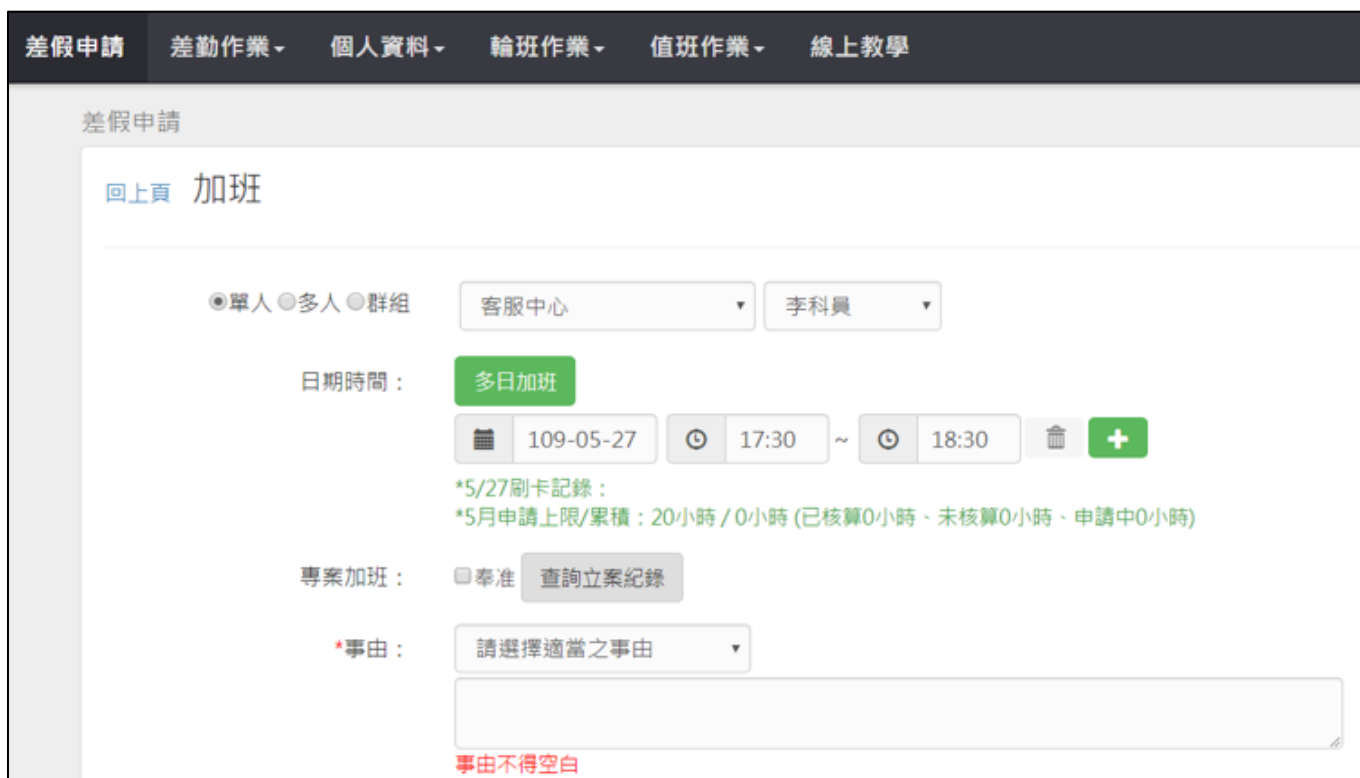 差假申請 差勤作業 個人資料 輪班作業 值班作業 線上教學
差假申請
回上頁 加班
單人 多人 群組 客服中心 李科員
日期時間： 多日加班
109-05-27 17:30 ~ 18:30
*5/27刷卡記錄：
*5月申請上限/累積：20小時 / 0小時 (已核算0小時、未核算0小時、申請中0小時)
專案加班： 奉准 查詢立案紀錄
*事由： 請選擇適當之事由
事由不得空白